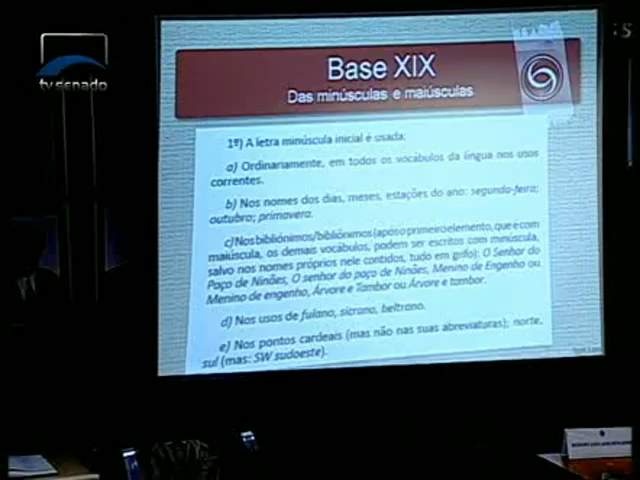 tv senado
Base XIX
Das minúsculas e maiúsculas
1º) A letra minúscula inicial é usada:
a) Ordinariamente, em todos os vocábulos da língua nos usos
correntes.
b) Nos nomes dos dias, meses, estações do ano: segunda-feira;
outubro; primavera.
c) Nos bibliónimos/bibliônimos (após o primeiro elemento, que é com
maiúscula, os demais vocábulos, podem ser escritos com minúscula,
salvo nos nomes próprios nele contidos, tudo em grifo): O Senhor do
Paço de Ninães, O senhor do paço de Ninães, Menino de Engenho ou
Menino de engenho, Árvore e Tambor ou Árvore e tambor.
d) Nos usos de fulano, sicrano, beltrano.
e) Nos pontos cardeais (mas não nas suas abreviaturas); norte,
sul (mas: SW sudoeste).